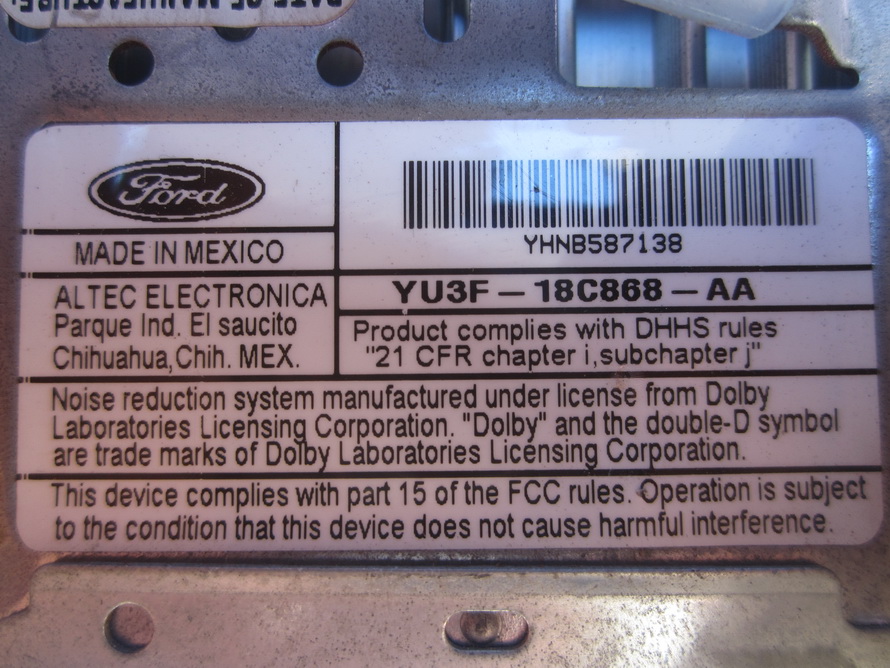 DATE OF MANUFACTURE:
Ford
MADE IN MEXICO
YHNB587138
ALTEC ELECTRONICA
Parque Ind. El saucito
Chihuahua,Chih. MEX.
YU3F – 18C868 – AA
Product complies with DHHS rules
"21 CFR chapter i,subchapter j"
Noise reduction system manufactured under license from Dolby
Laboratories Licensing Corporation. "Dolby" and the double-D symbol
are trade marks of Dolby Laboratories Licensing Corporation.
This device complies with part 15 of the FCC rules. Operation is subject
to the condition that this device does not cause harmful interference.